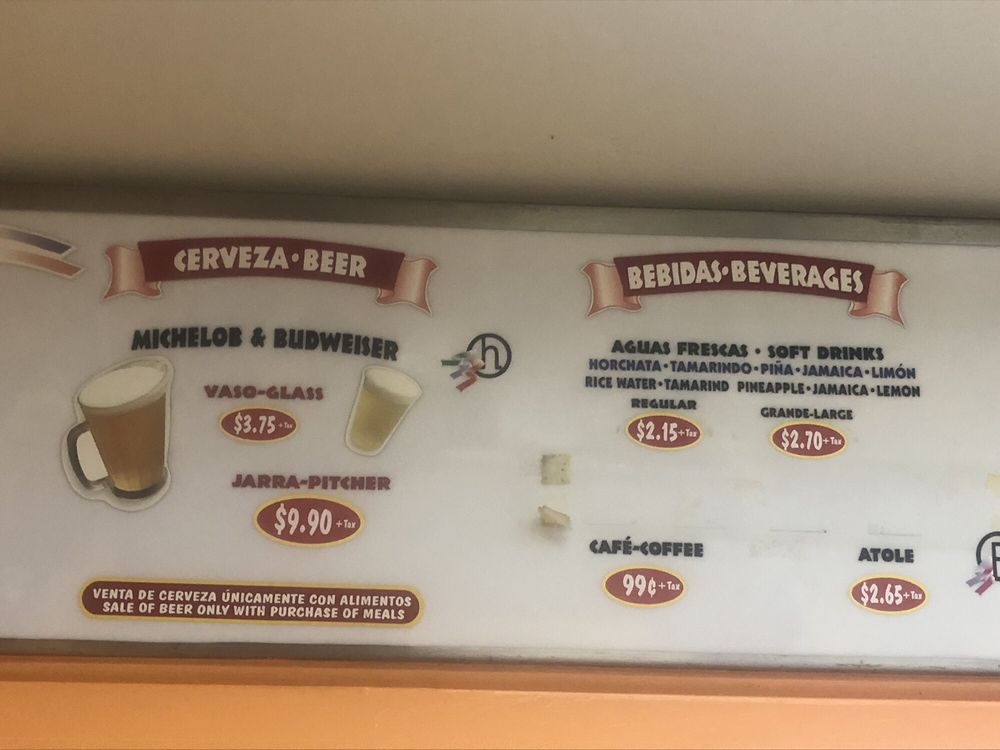 CERVEZA • BEER
MICHELOB & BUDWEISER
VASO-GLASS
$3.75 + Tax
JARRA-PITCHER
$9.90 + Tax
VENTA DE CERVEZA ÚNICAMENTE CON ALIMENTOS
SALE OF BEER ONLY WITH PURCHASE OF MEALS
h
BEBIDAS • BEVERAGES
AGUAS FRESCAS • SOFT DRINKS
HORCHATA • TAMARINDO • PIÑA • JAMAICA • LIMÓN
RICE WATER • TAMARIND PINEAPPLE • JAMAICA • LEMON
REGULAR
$2.15 + Tax
GRANDE-LARGE
$2.70 + Tax
CAFÉ-COFFEE
99¢ + Tax
ATOLE
$2.65 + Tax